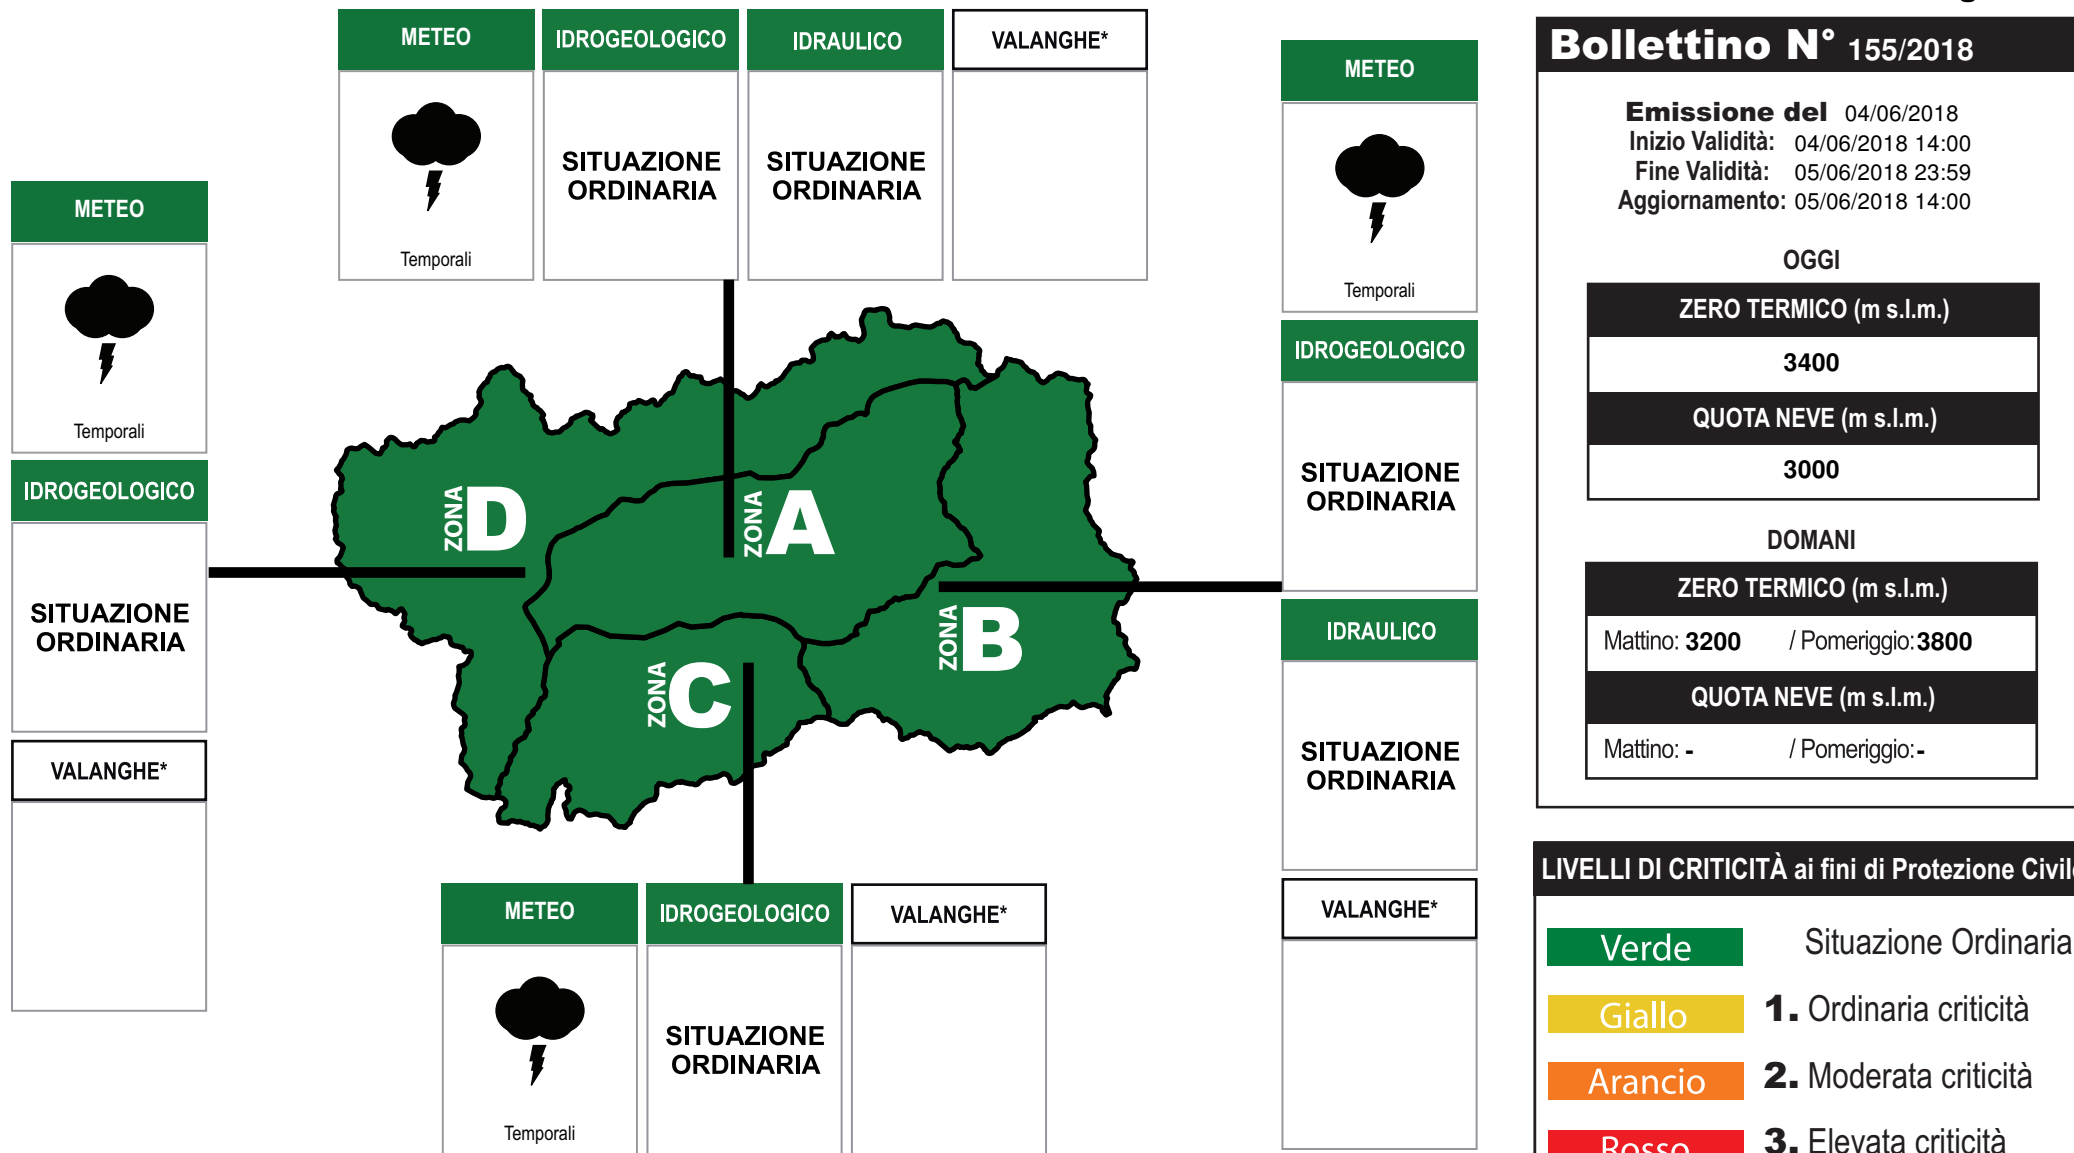 METEO
IDROGEOLOGICO
IDRAULICO
VALANGHE*
Temporali
SITUAZIONE
ORDINARIA
SITUAZIONE
ORDINARIA
METEO
Temporali
IDROGEOLOGICO
SITUAZIONE
ORDINARIA
VALANGHE*
ZONA D
ZONA A
ZONA B
ZONA C
METEO
IDROGEOLOGICO
VALANGHE*
Temporali
SITUAZIONE
ORDINARIA
METEO
Temporali
IDROGEOLOGICO
SITUAZIONE
ORDINARIA
IDRAULICO
SITUAZIONE
ORDINARIA
VALANGHE*
Bollettino N° 155/2018
Emissione del 04/06/2018
Inizio Validità: 04/06/2018 14:00
Fine Validità: 05/06/2018 23:59
Aggiornamento: 05/06/2018 14:00
OGGI
ZERO TERMICO (m s.l.m.)
3400
QUOTA NEVE (m s.l.m.)
3000
DOMANI
ZERO TERMICO (m s.l.m.)
Mattino: 3200 / Pomeriggio: 3800
QUOTA NEVE (m s.l.m.)
Mattino: - / Pomeriggio: -
LIVELLI DI CRITICITÀ ai fini di Protezione Civile
Verde Situazione Ordinaria
Giallo 1. Ordinaria criticità
Arancio 2. Moderata criticità
Rosso 3. Elevata criticità